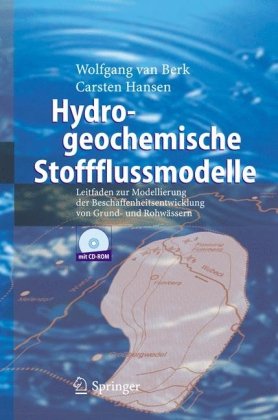 Wolfgang van Berk
Carsten Hansen
Hydro-
geochemische
Stoffflussmodelle
Leitfaden zur Modellierung
der Beschaffenheitsentwicklung
von Grund- und Rohwässern
mit CD-ROM
Springer